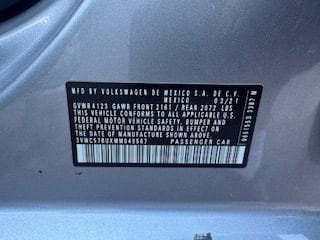 MFD BY VOLKSWAGEN DE MEXICO S.A. DE C.V.
MEXICO 03/21
GVWR 4123 GAWR FRONT 2161 / REAR 2072 LBS
THIS VEHICLE CONFORMS TO ALL APPLICABLE U.S.
FEDERAL MOTOR VEHICLE SAFETY, BUMPER AND
THEFT PREVENTION STANDARDS IN EFFECT ON THE
DATE OF MANUFACTURE SHOWN ABOVE.
PASSENGER CAR